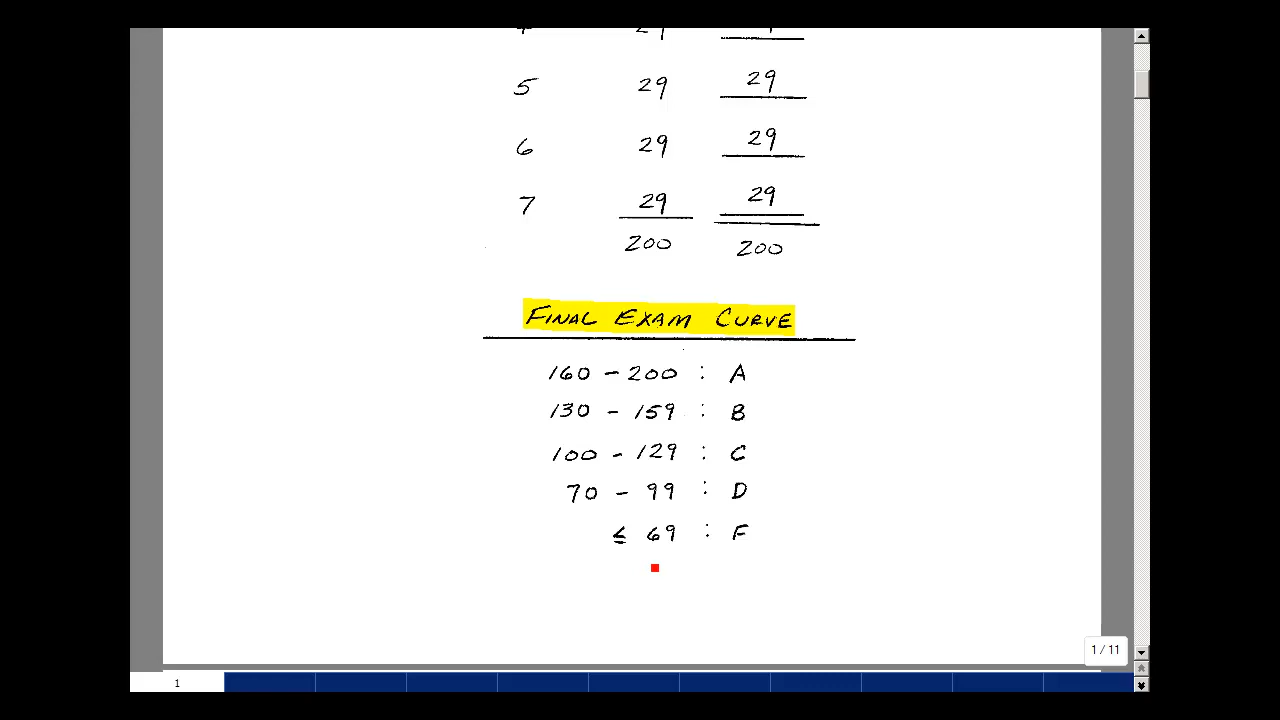 5 29 29
6 29 29
7 29 29
200 200
FINAL EXAM CURVE
160 - 200 : A
130 - 159 : B
100 - 129 : C
70 - 99 : D
≤ 69 : F
1 / 11
1